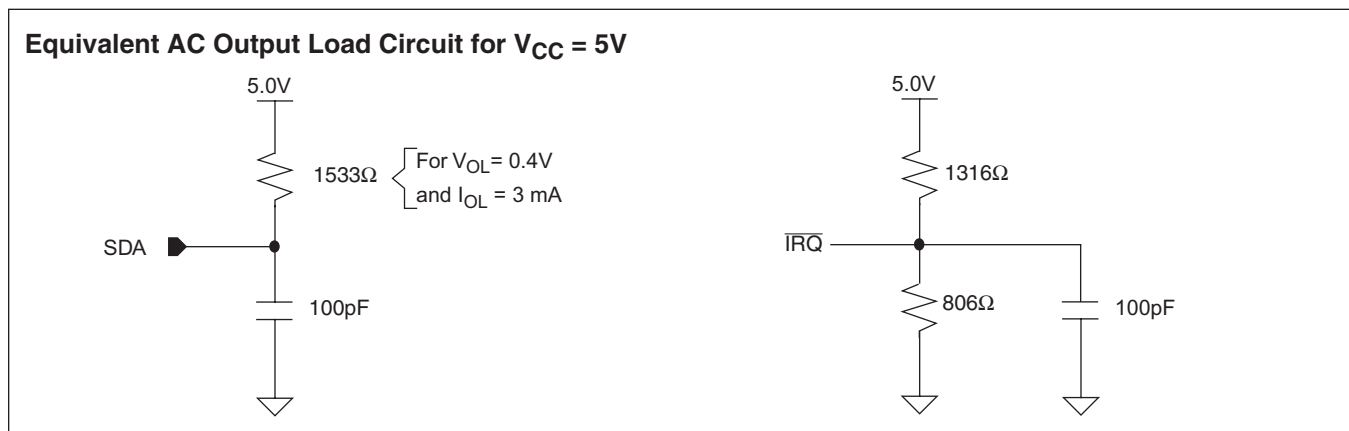 Equivalent AC Output Load Circuit for VCC = 5V
5.0V
1533Ω
For VOL= 0.4V
and IOL = 3 mA
SDA
100pF
5.0V
1316Ω
IRQ
806Ω
100pF